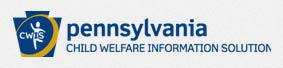 CWIS
pennsylvania
CHILD WELFARE INFORMATION SOLUTION